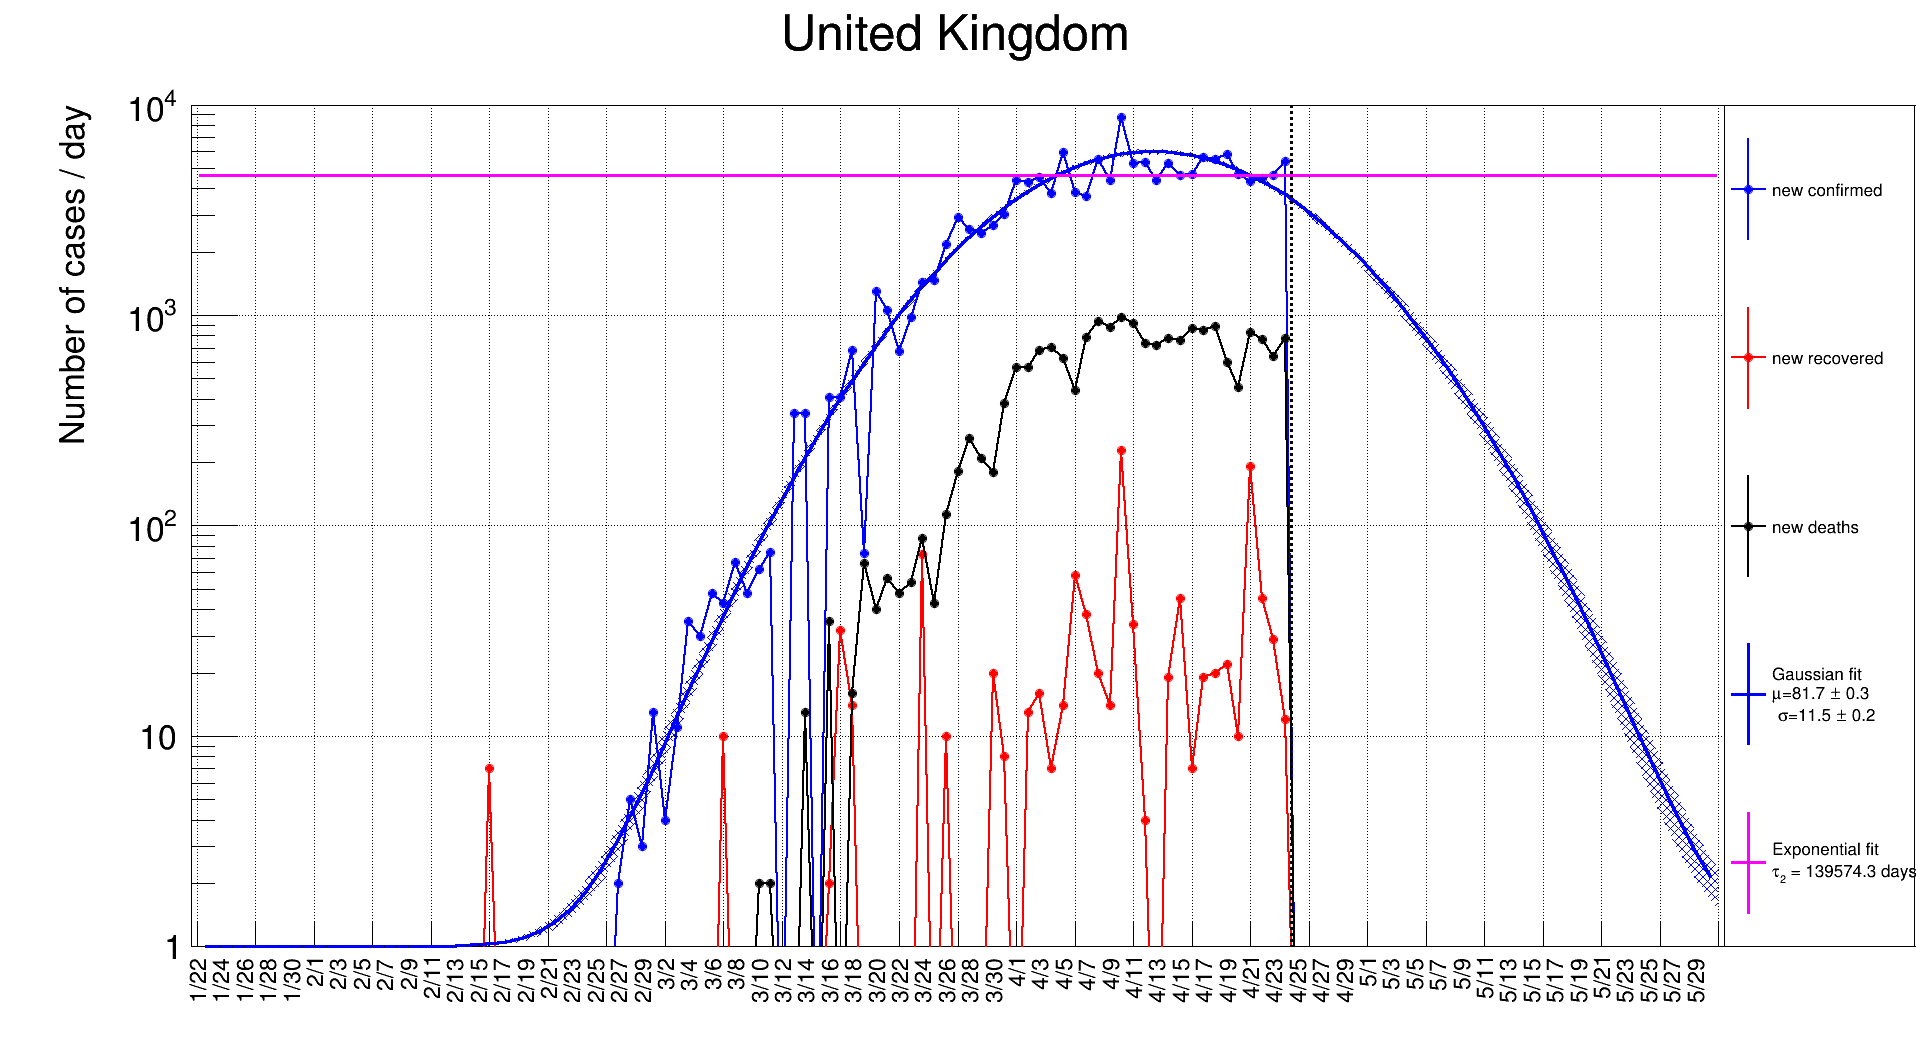 United Kingdom
Number of cases / day
10^4
10^3
10^2
10
1
1/22 1/24 1/26 1/28 1/30 2/1 2/3 2/5 2/7 2/9 2/11 2/13 2/15 2/17 2/19 2/21 2/23 2/25 2/27 2/29 3/2 3/4 3/6 3/8 3/10 3/12 3/14 3/16 3/18 3/20 3/22 3/24 3/26 3/28 3/30 4/1 4/3 4/5 4/7 4/9 4/11 4/13 4/15 4/17 4/19 4/21 4/23 4/25 4/27 4/29 5/1 5/3 5/5 5/7 5/9 5/11 5/13 5/15 5/17 5/19 5/21 5/23 5/25 5/27 5/29
new confirmed
new recovered
new deaths
Gaussian fit
μ=81.7 ± 0.3
σ=11.5 ± 0.2
Exponential fit
τ₂ = 139574.3 days